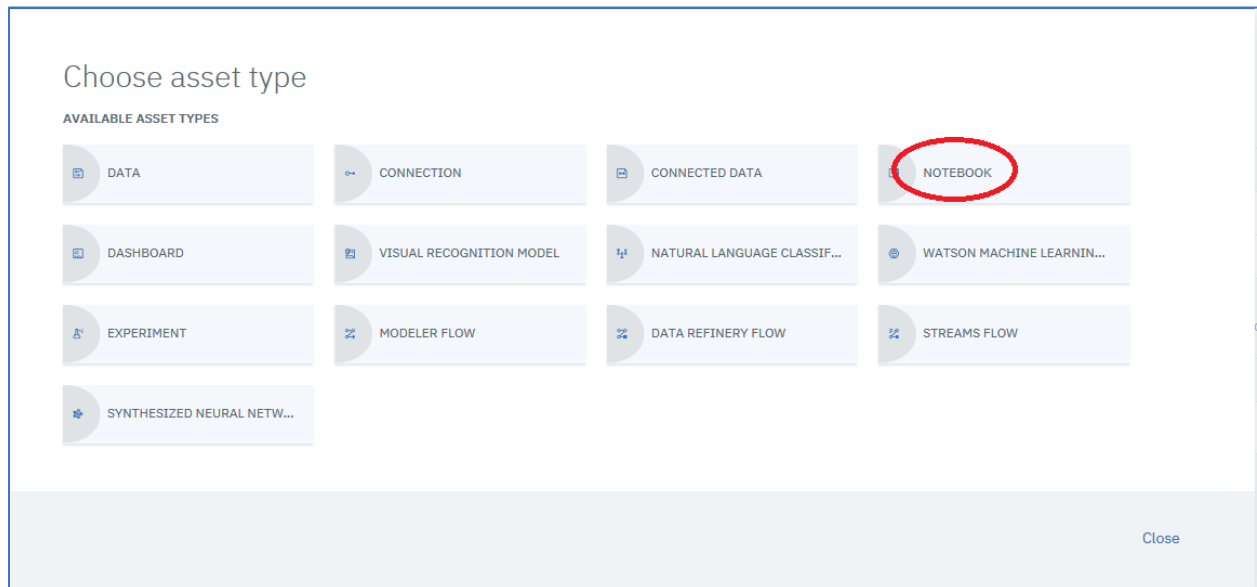 Choose asset type
AVAILABLE ASSET TYPES
DATA
CONNECTION
CONNECTED DATA
NOTEBOOK
DASHBOARD
VISUAL RECOGNITION MODEL
NATURAL LANGUAGE CLASSIF...
WATSON MACHINE LEARNIN...
EXPERIMENT
MODELER FLOW
DATA REFINERY FLOW
STREAMS FLOW
SYNTHESIZED NEURAL NETW...
Close